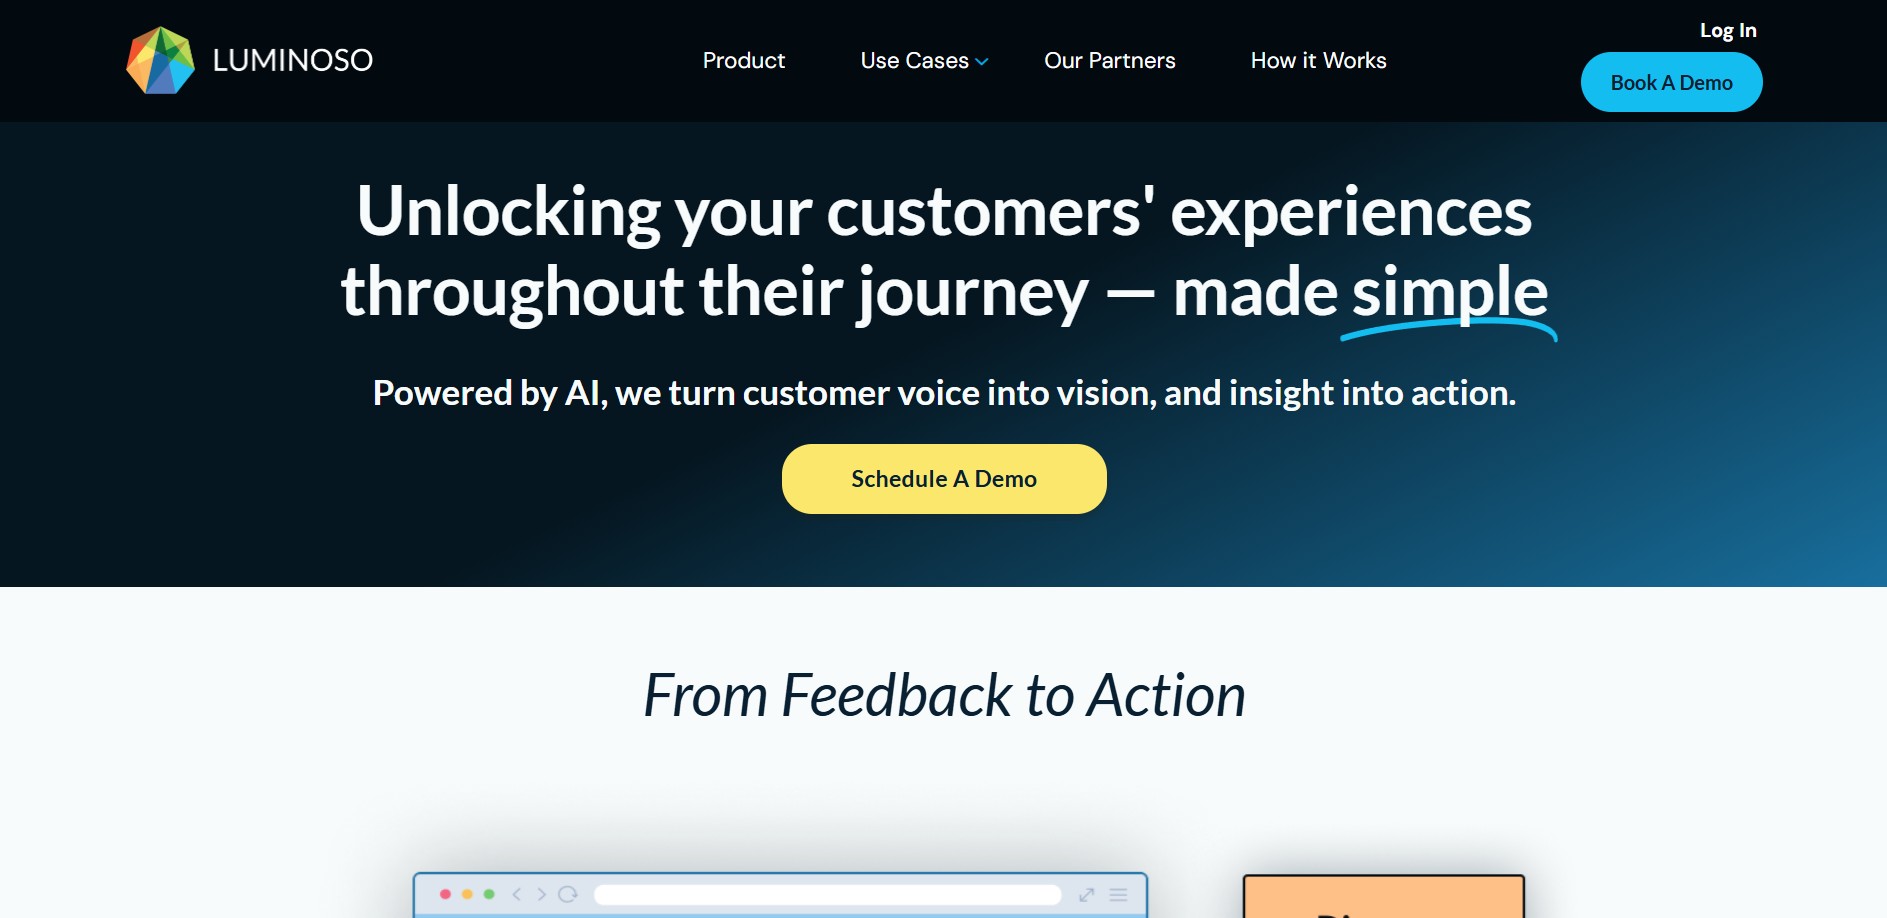 LUMINOSO
Product
Use Cases
Our Partners
How it Works
Log In
Book A Demo
Unlocking your customers' experiences
throughout their journey — made simple
Powered by AI, we turn customer voice into vision, and insight into action.
Schedule A Demo
From Feedback to Action